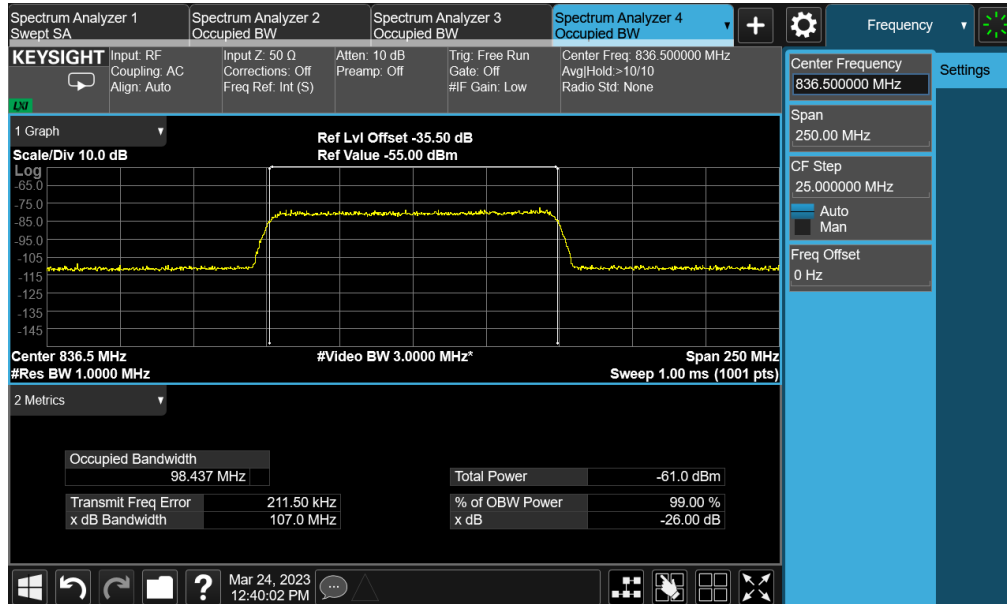 Spectrum Analyzer 1
Swept SA
Spectrum Analyzer 2
Occupied BW
Spectrum Analyzer 3
Occupied BW
Spectrum Analyzer 4
Occupied BW
+
Frequency
KEYSIGHT
LXI
Input: RF
Coupling: AC
Align: Auto
Input Z: 50 Ω
Corrections: Off
Freq Ref: Int (S)
Atten: 10 dB
Preamp: Off
Trig: Free Run
Gate: Off
#IF Gain: Low
Center Freq: 836.500000 MHz
Avg|Hold:>10/10
Radio Std: None
Center Frequency
836.500000 MHz
Settings
Span
250.00 MHz
CF Step
25.000000 MHz
Auto
Man
Freq Offset
0 Hz
1 Graph
Scale/Div 10.0 dB
Ref Lvl Offset -35.50 dB
Ref Value -55.00 dBm
Log
-65.0
-75.0
-85.0
-95.0
-105
-115
-125
-135
-145
Center 836.5 MHz
#Video BW 3.0000 MHz*
Span 250 MHz
#Res BW 1.0000 MHz
Sweep 1.00 ms (1001 pts)
2 Metrics
Occupied Bandwidth
98.437 MHz
Total Power -61.0 dBm
Transmit Freq Error 211.50 kHz
% of OBW Power 99.00 %
x dB Bandwidth 107.0 MHz
x dB -26.00 dB
?
Mar 24, 2023
12:40:02 PM